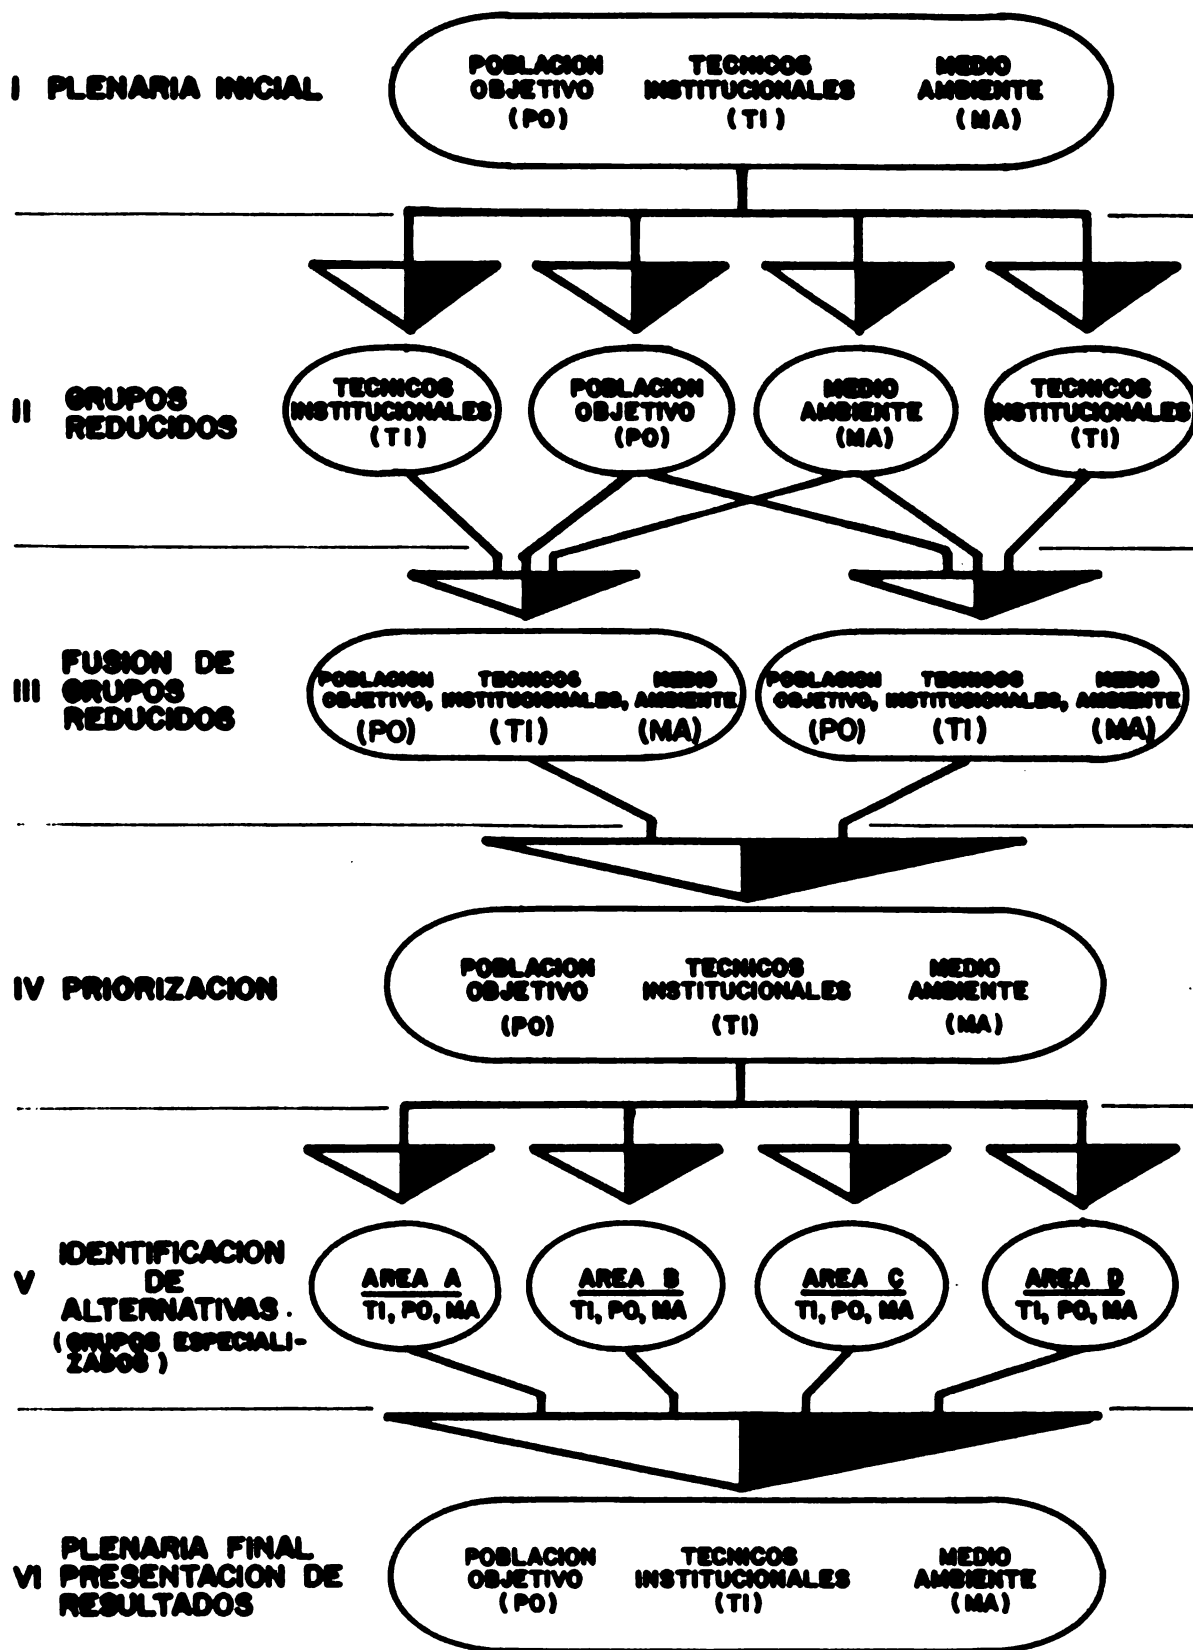 I PLENARIA INICIAL
POBLACION OBJETIVO (PO)
TECNICOS INSTITUCIONALES (TI)
MEDIO AMBIENTE (MA)
II GRUPOS REDUCIDOS
TECNICOS INSTITUCIONALES (TI)
POBLACION OBJETIVO (PO)
MEDIO AMBIENTE (MA)
TECNICOS INSTITUCIONALES (TI)
III FUSION DE GRUPOS REDUCIDOS
POBLACION OBJETIVO, (PO)
TECNICOS INSTITUCIONALES, (TI)
MEDIO AMBIENTE (MA)
POBLACION OBJETIVO, (PO)
TECNICOS INSTITUCIONALES, (TI)
MEDIO AMBIENTE (MA)
IV PRIORIZACION
POBLACION OBJETIVO (PO)
TECNICOS INSTITUCIONALES (TI)
MEDIO AMBIENTE (MA)
V IDENTIFICACION DE ALTERNATIVAS.
(GRUPOS ESPECIALI-
ZADOS)
AREA A
TI, PO, MA
AREA B
TI, PO, MA
AREA C
TI, PO, MA
AREA D
TI, PO, MA
VI PLENARIA FINAL PRESENTACION DE RESULTADOS
POBLACION OBJETIVO (PO)
TECNICOS INSTITUCIONALES (TI)
MEDIO AMBIENTE (MA)